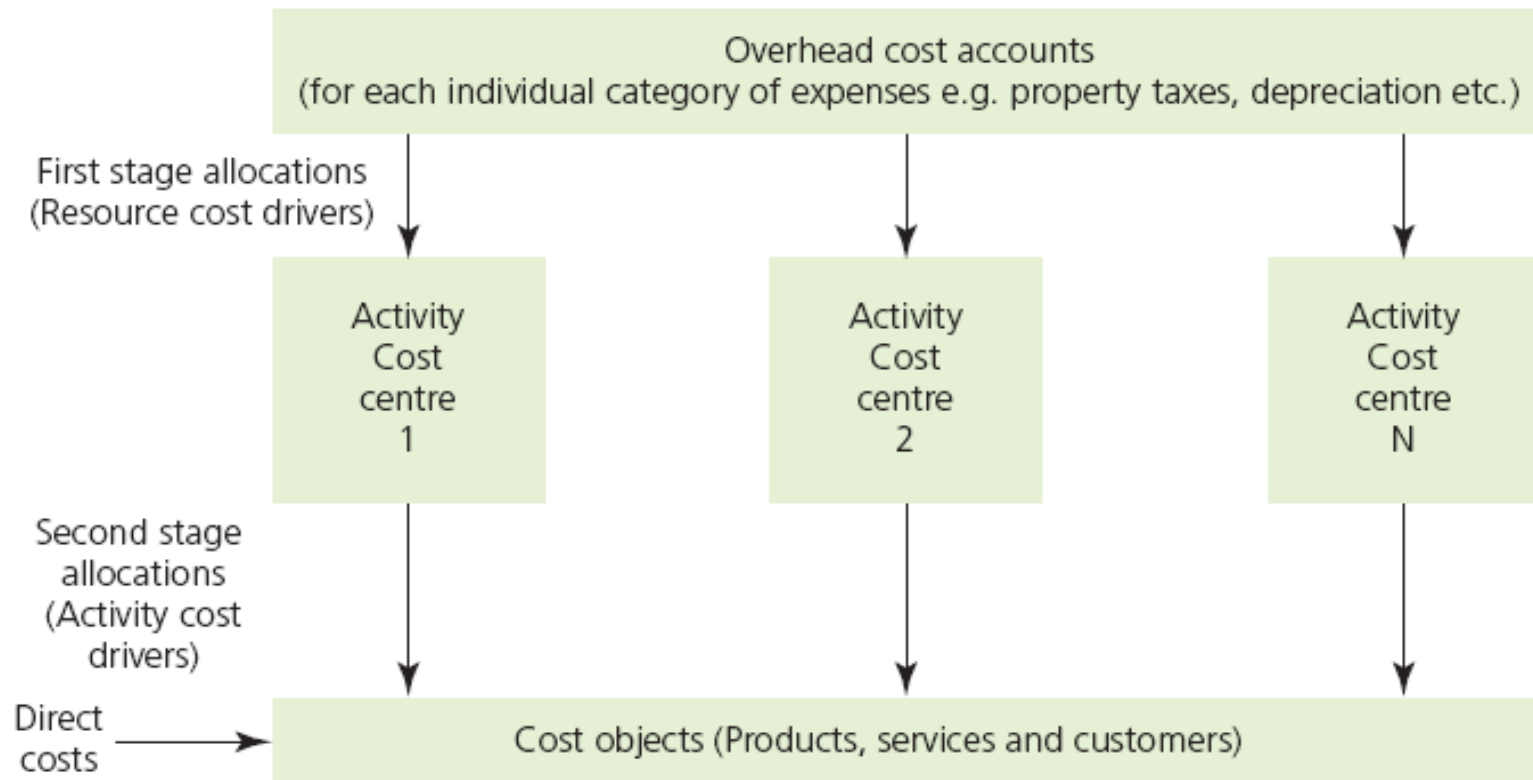 Overhead cost accounts
(for each individual category of expenses e.g. property taxes, depreciation etc.)
First stage allocations
(Resource cost drivers)
Activity
Cost
centre
1
Activity
Cost
centre
2
Activity
Cost
centre
N
Second stage
allocations
(Activity cost
drivers)
Direct
costs
Cost objects (Products, services and customers)